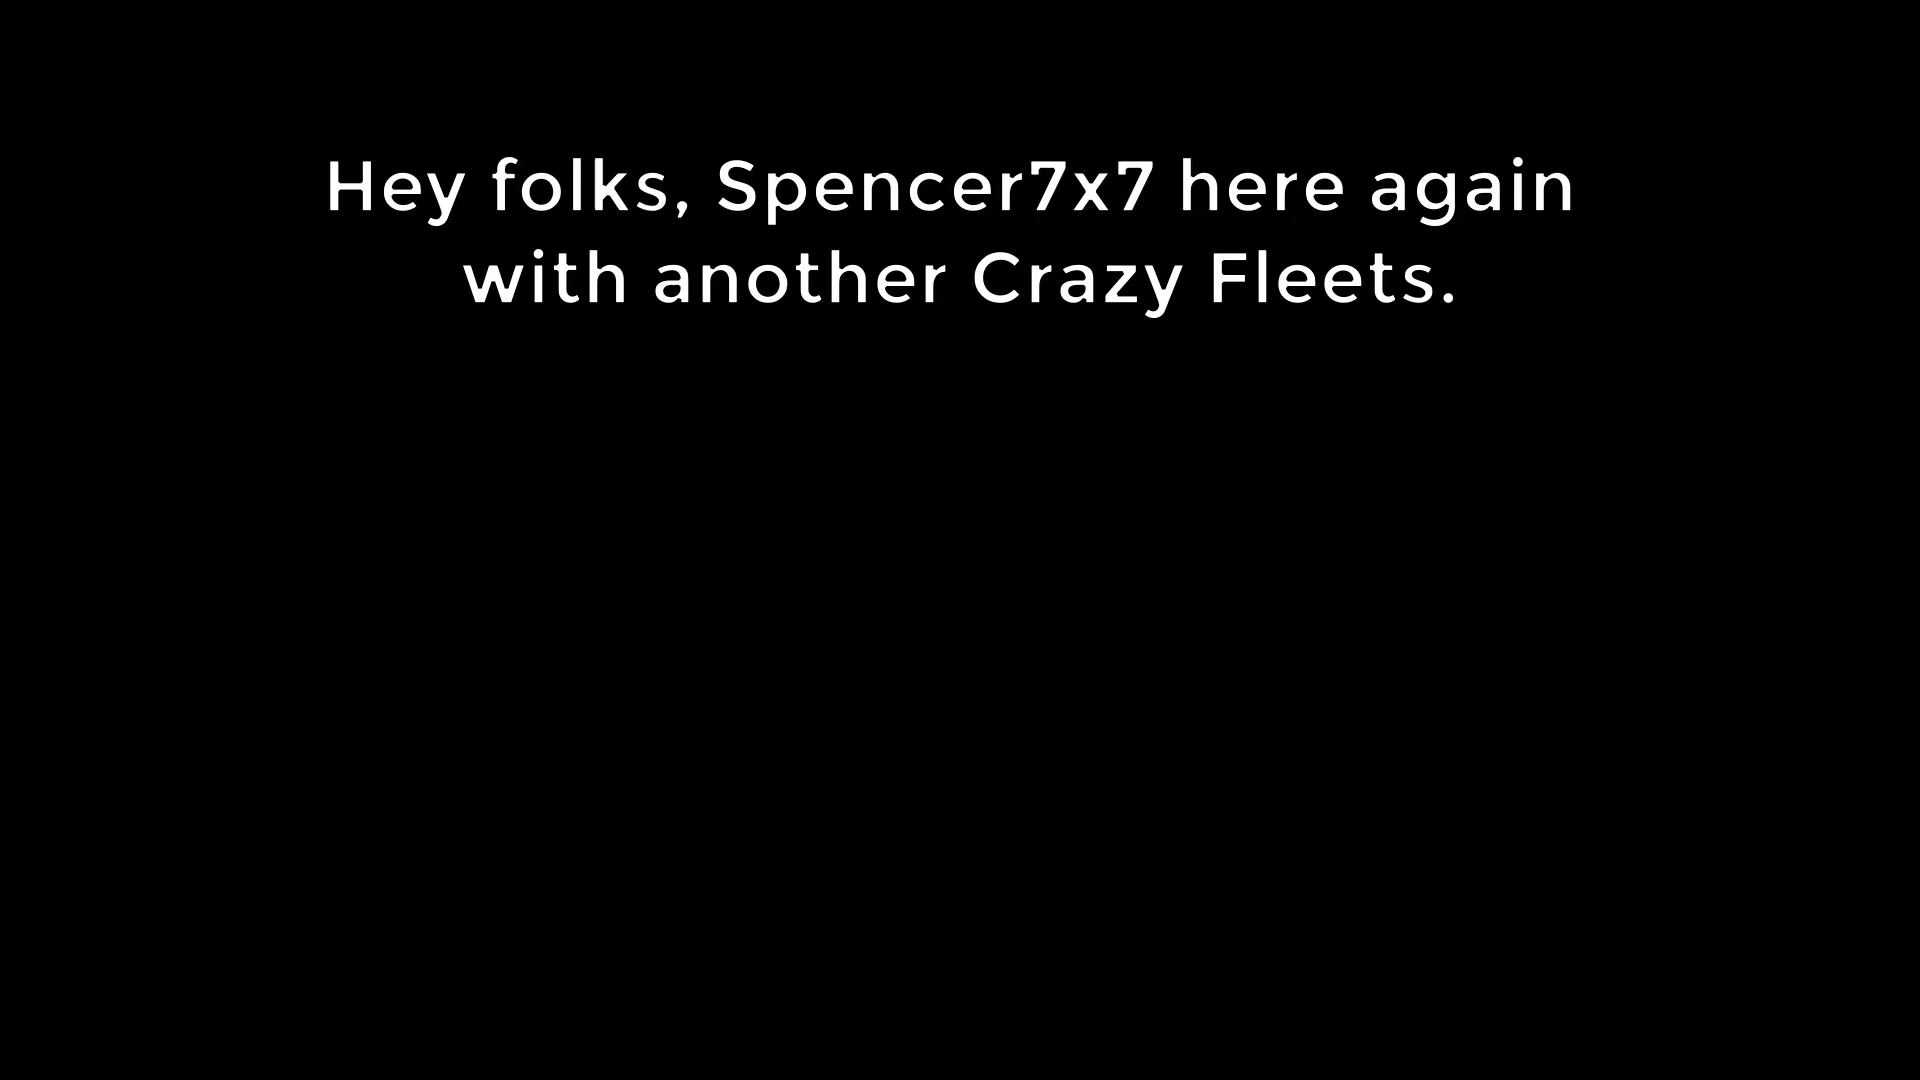 Hey folks, Spencer7x7 here again
with another Crazy Fleets.